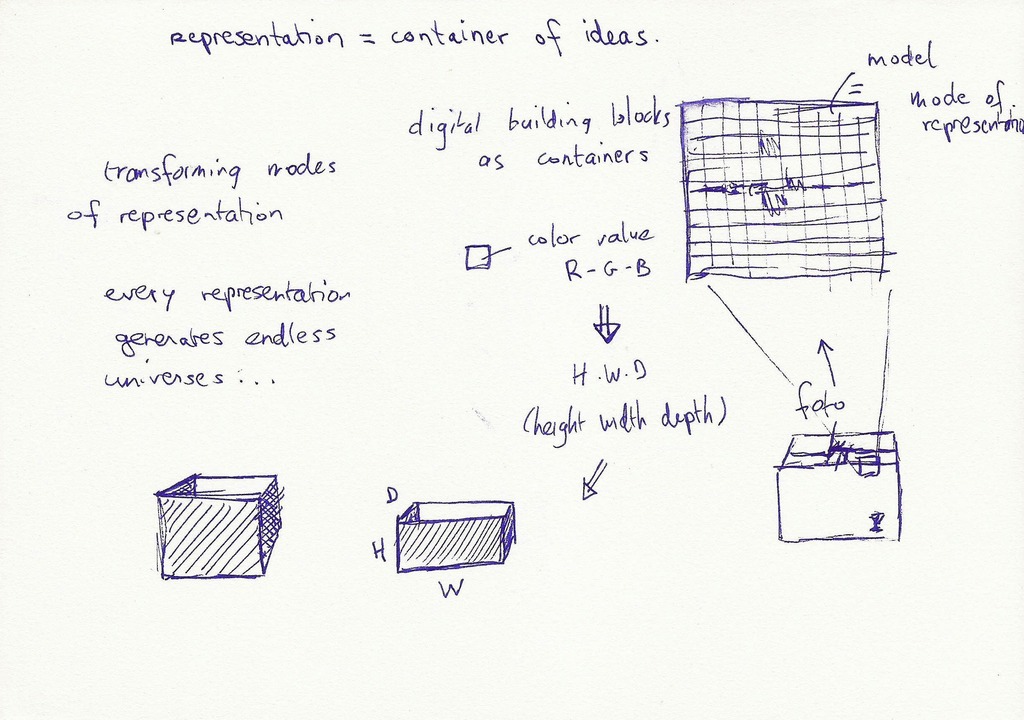 representation = container of ideas.
model
=
mode of.
representatio
digital building blocks
as containers
transforming modes
of representation
color value
R-G-B
every representation
generates endless
universes :...
H.W.D
(height width depth)
foto
D
H
W